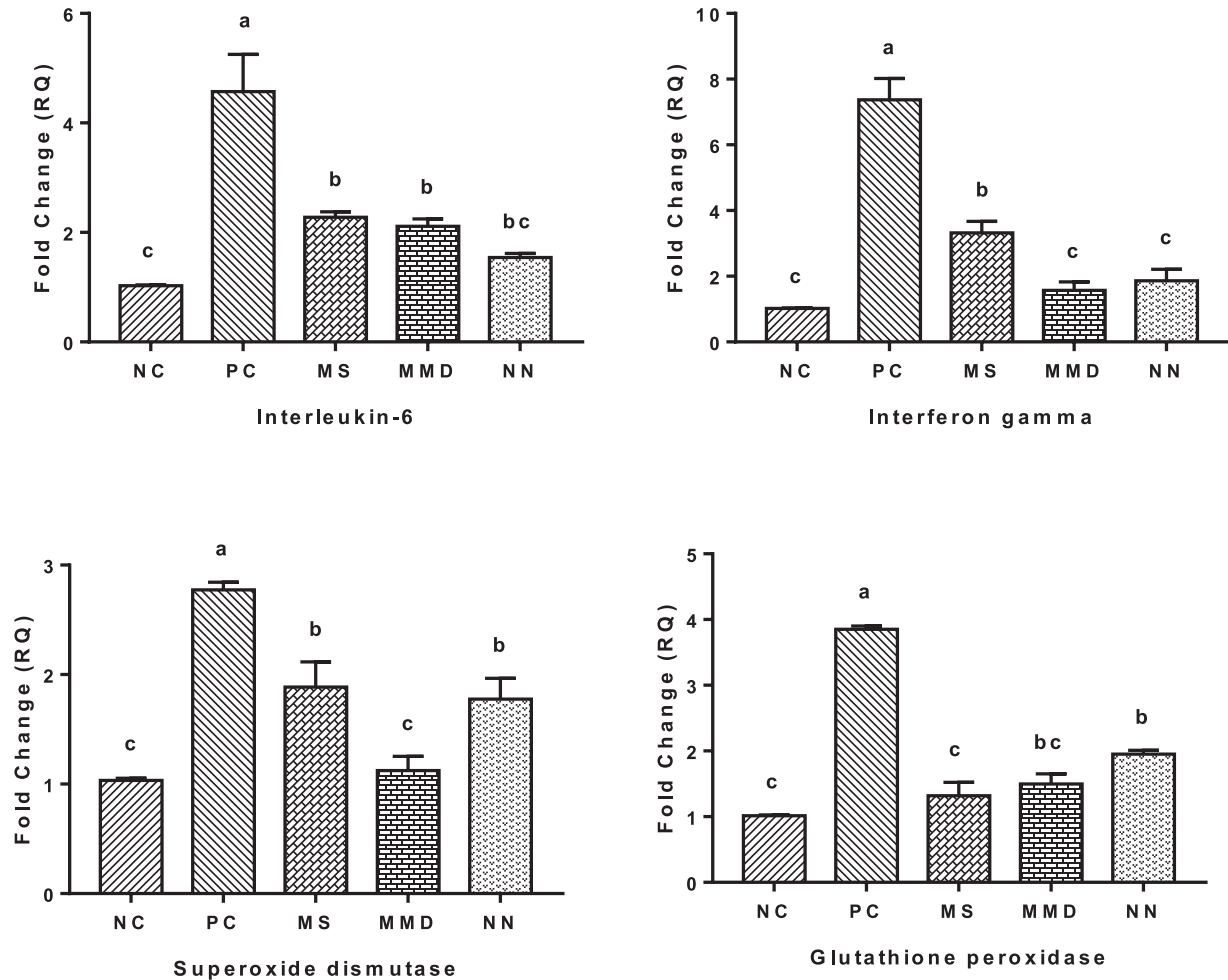 Fold Change (RQ)
6
4
2
0
c
a
b
b
bc
NC PC MS MMD NN
Interleukin-6
Fold Change (RQ)
10
8
6
4
2
0
c
a
b
c
c
NC PC MS MMD NN
Interferon gamma
Fold Change (RQ)
3
2
1
0
c
a
b
c
b
NC PC MS MMD NN
Superoxide dismutase
Fold Change (RQ)
5
4
3
2
1
0
c
a
c
bc
b
NC PC MS MMD NN
Glutathione peroxidase